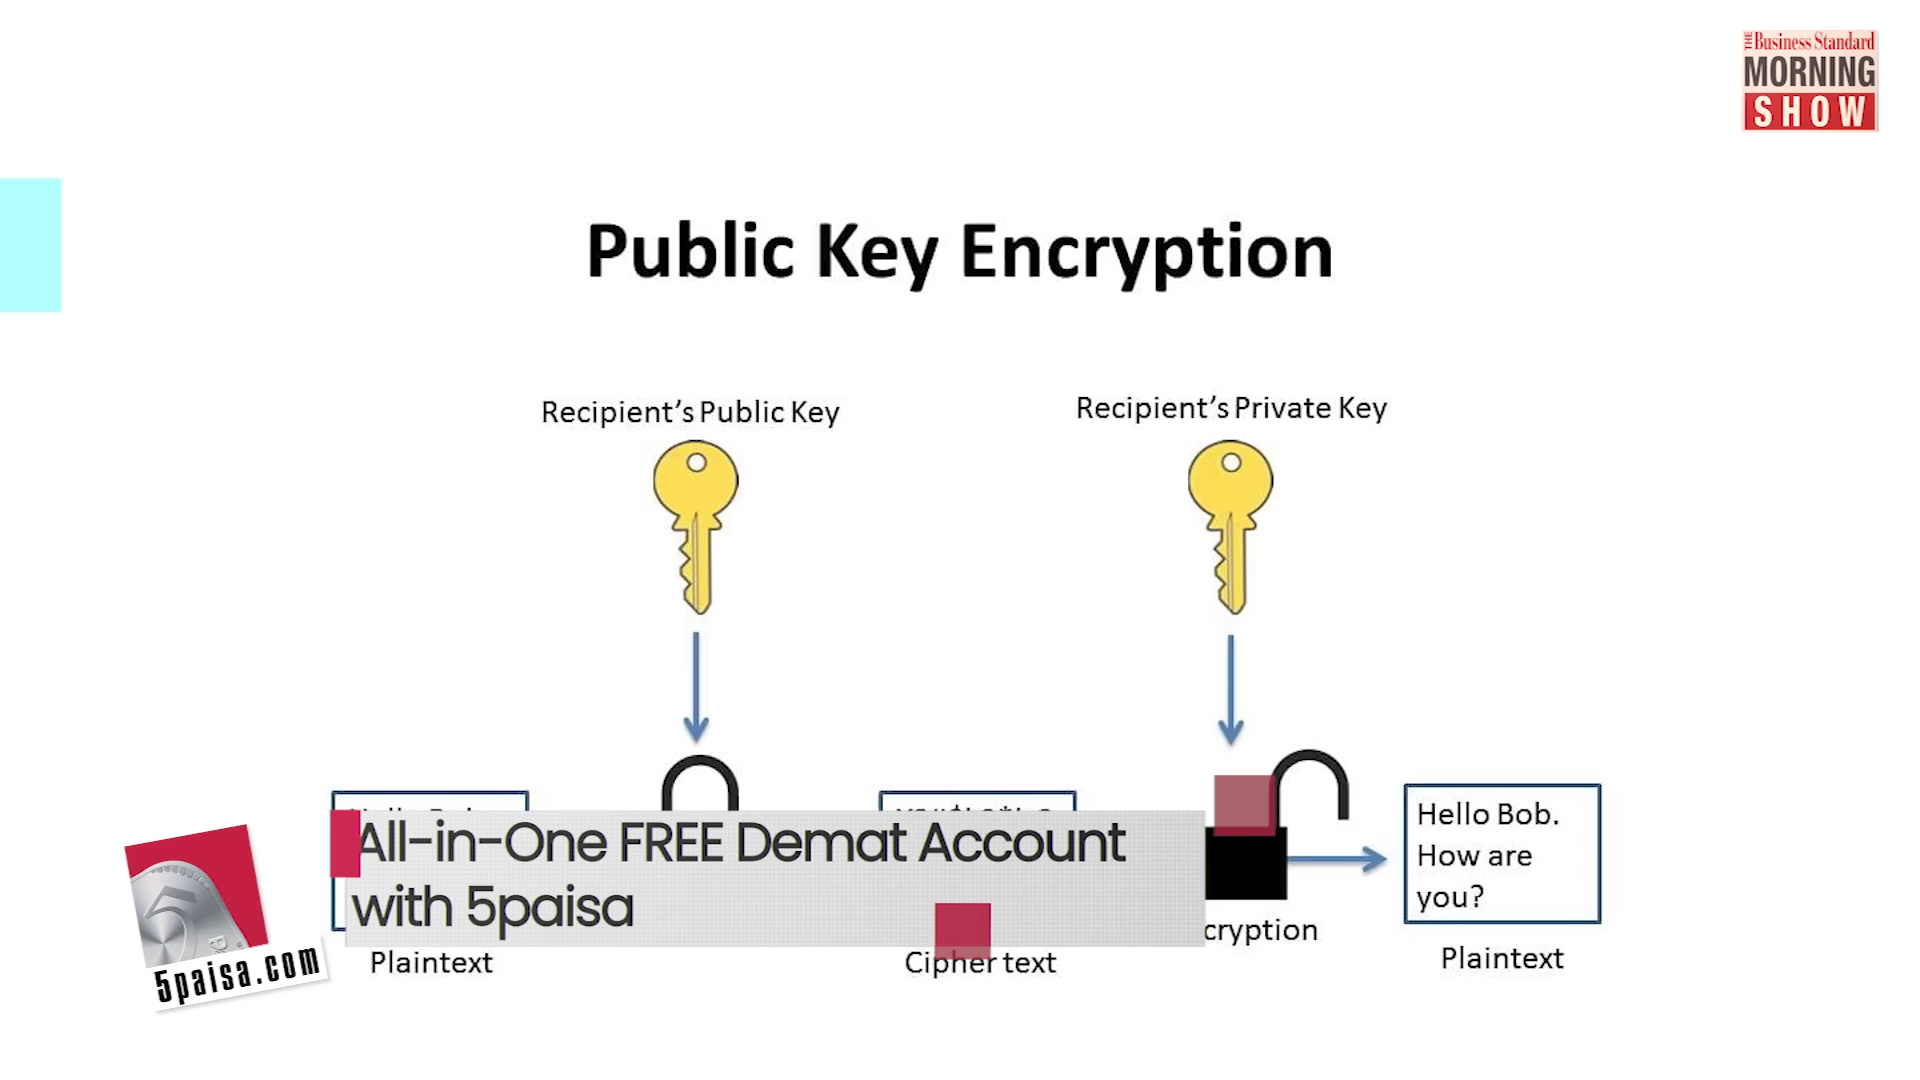 THE Business Standard
MORNING
SHOW
Public Key Encryption
Recipient's Public Key
Recipient's Private Key
All-in-One FREE Demat Account
with 5paisa
Hello Bob.
How are
you?
cryption
Plaintext
Cipher text
Plaintext
5paisa.com